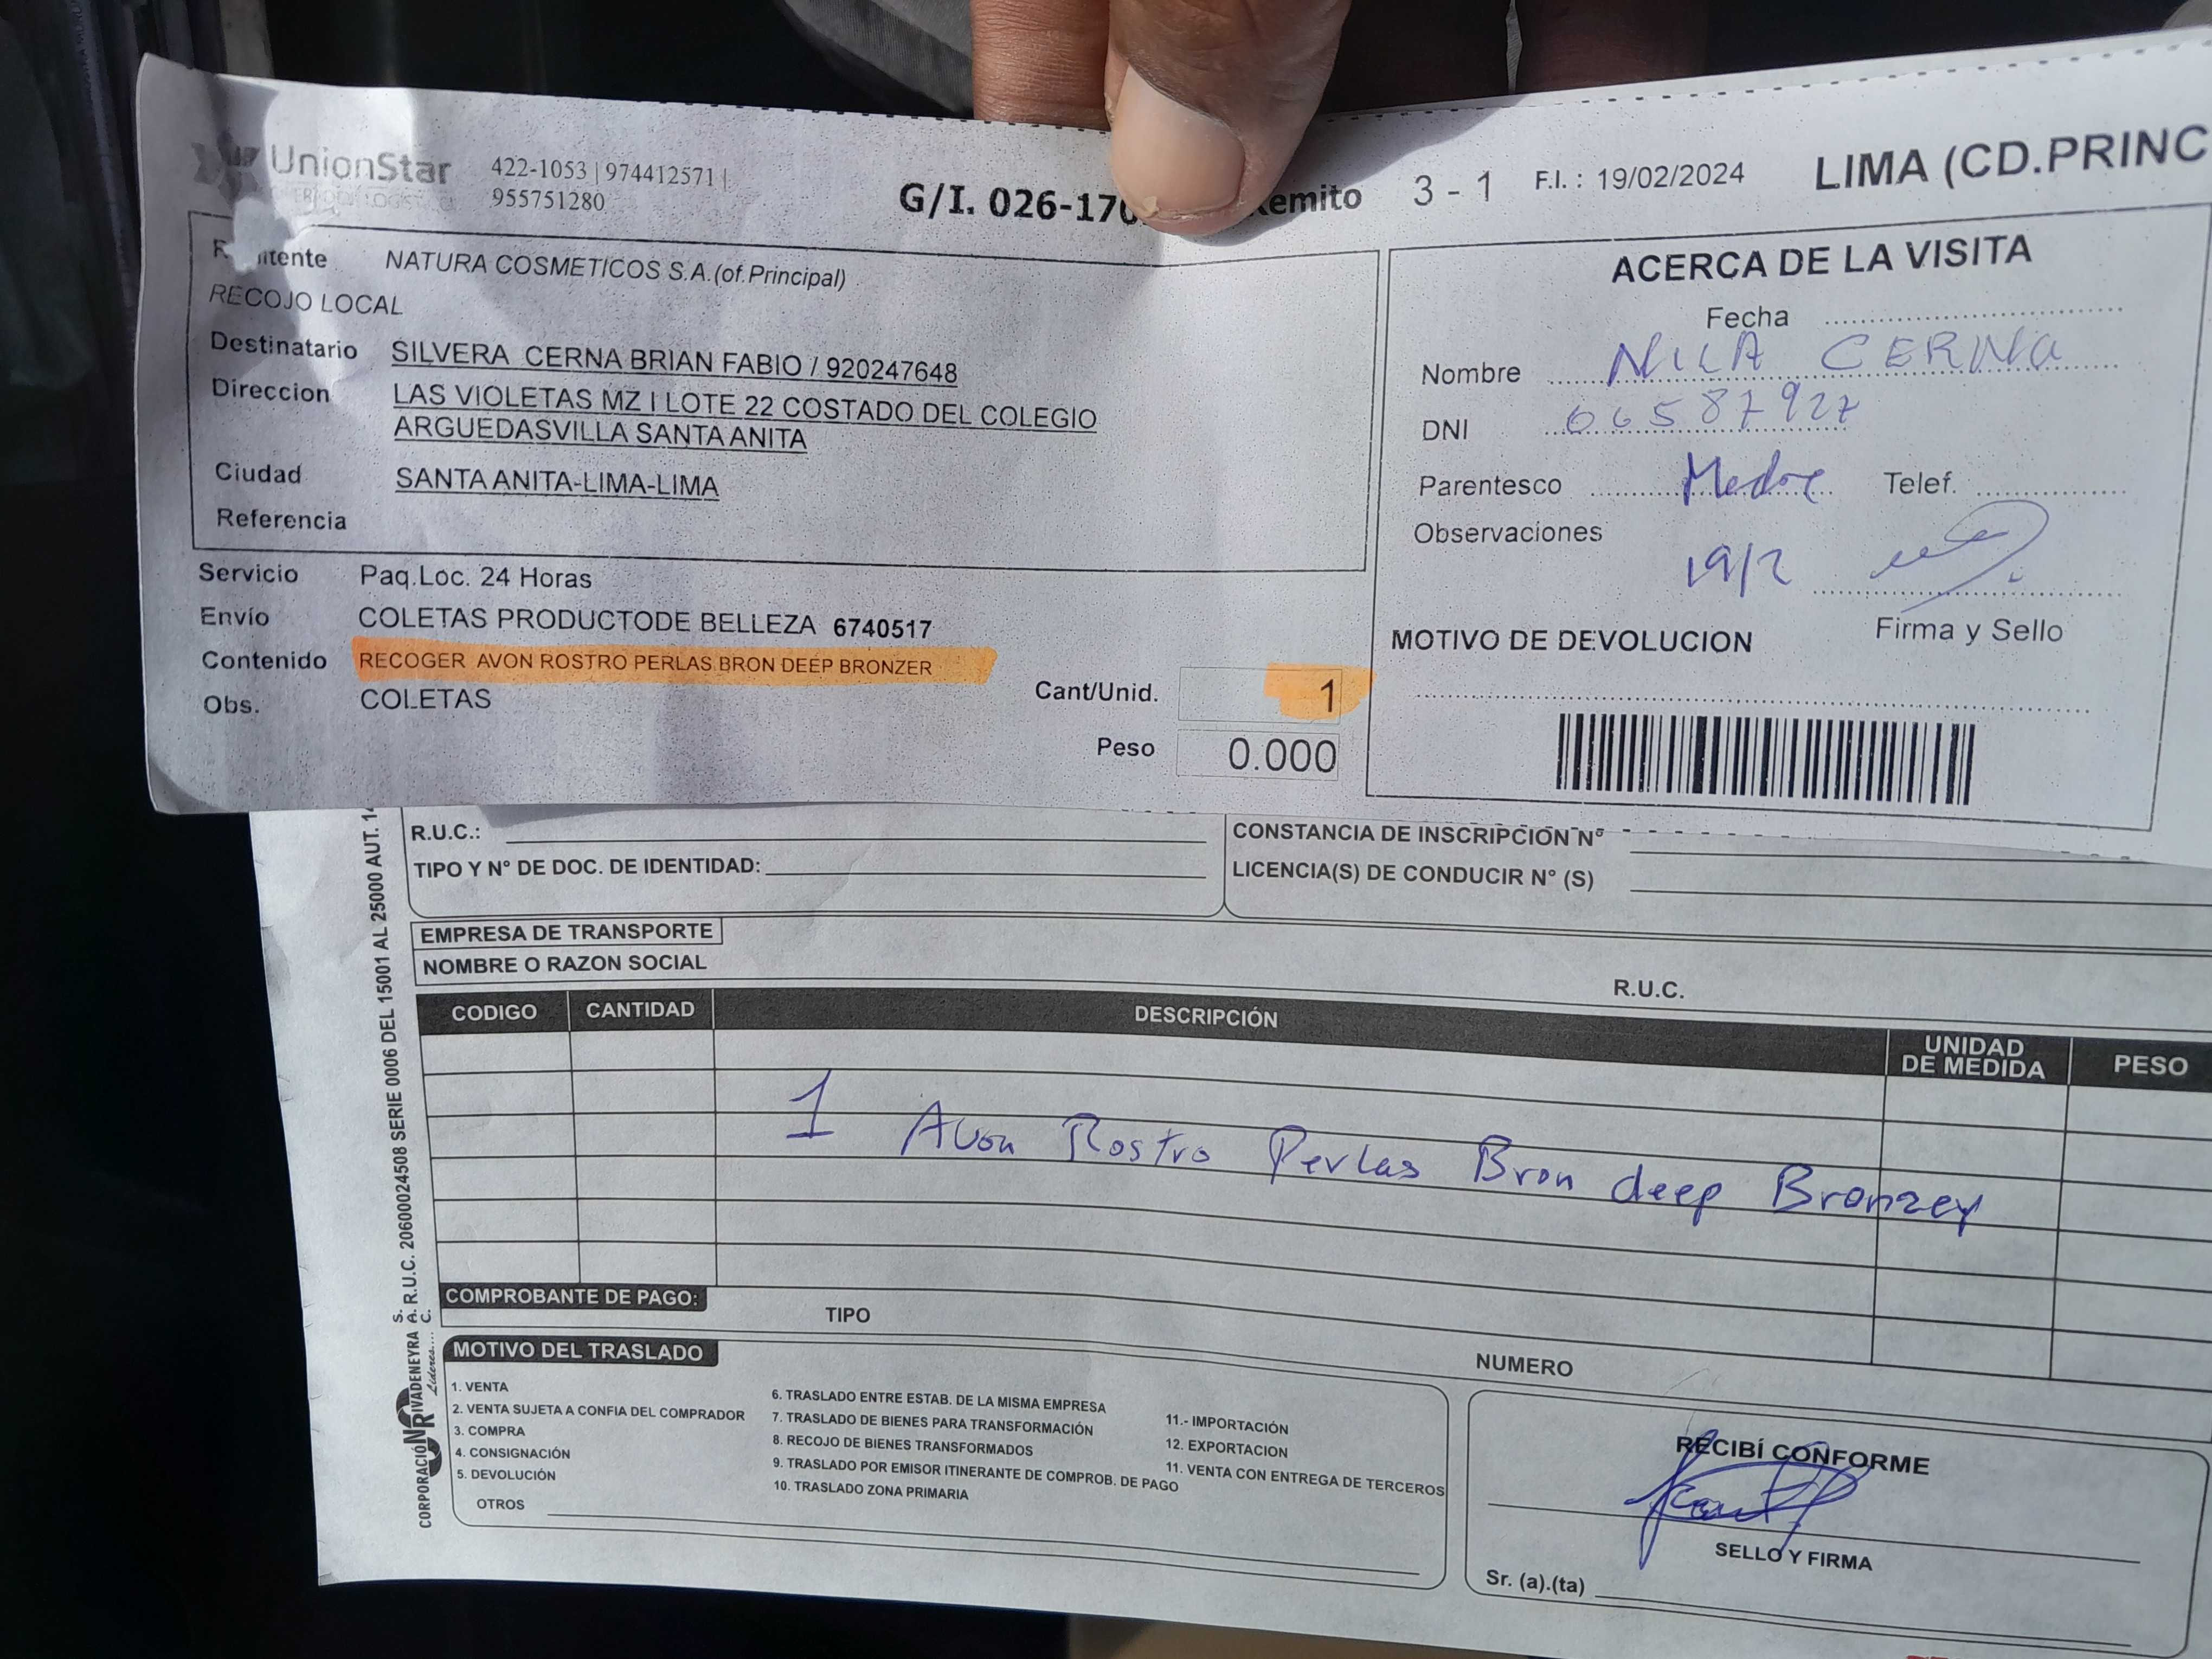 UnionStar
422-1053 | 974412571 |
955751280
G/I. 026-170
emito 3 - 1 F.I. : 19/02/2024 LIMA (CD.PRINC
tente NATURA COSMETICOS S.A.(of.Principal)
RECOJO LOCAL
Destinatario SILVERA CERNA BRIAN FABIO / 920247648
Direccion LAS VIOLETAS MZ I LOTE 22 COSTADO DEL COLEGIO
ARGUEDASVILLA SANTA ANITA
Ciudad SANTA ANITA-LIMA-LIMA
Referencia
Servicio Paq.Loc. 24 Horas
Envío COLETAS PRODUCTODE BELLEZA 6740517
Contenido RECOGER AVON ROSTRO PERLAS BRON DEEP BRONZER
Obs. COLETAS
Cant/Unid. 1
Peso 0.000
ACERCA DE LA VISITA
Fecha
Nombre NILA CERNA
DNI 06587927
Parentesco Madre Telef.
Observaciones
19/2
Firma y Sello
MOTIVO DE DEVOLUCION
R.U.C.:
TIPO Y N° DE DOC. DE IDENTIDAD:
CONSTANCIA DE INSCRIPCIÓN N°
LICENCIA(S) DE CONDUCIR N° (S)
EMPRESA DE TRANSPORTE
NOMBRE O RAZON SOCIAL
R.U.C.
CODIGO CANTIDAD DESCRIPCIÓN UNIDAD DE MEDIDA PESO
1 Avon Rostro Perlas Bron deep Bronzer
COMPROBANTE DE PAGO:
TIPO
NUMERO
MOTIVO DEL TRASLADO
1. VENTA
2. VENTA SUJETA A CONFIA DEL COMPRADOR
3. COMPRA
4. CONSIGNACIÓN
5. DEVOLUCIÓN
OTROS
6. TRASLADO ENTRE ESTAB. DE LA MISMA EMPRESA
7. TRASLADO DE BIENES PARA TRANSFORMACIÓN
8. RECOJO DE BIENES TRANSFORMADOS
9. TRASLADO POR EMISOR ITINERANTE DE COMPROB. DE PAGO
10. TRASLADO ZONA PRIMARIA
11.- IMPORTACIÓN
12. EXPORTACION
11. VENTA CON ENTREGA DE TERCEROS
RECIBÍ CONFORME
SELLO Y FIRMA
Sr. (a).(ta)
CORPORACIÓN RIVADENEYRA S. A. C. R.U.C. 20600024508 SERIE 0006 DEL 15001 AL 25000 AUT. 14
Líderes....